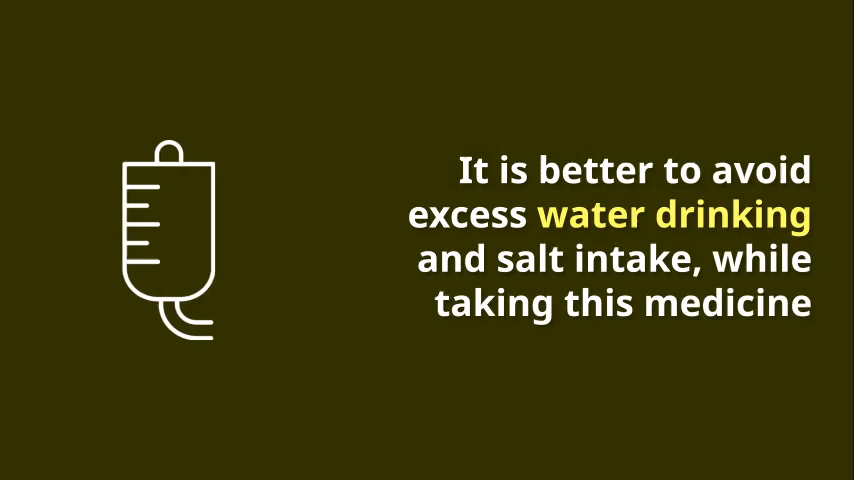 It is better to avoid
excess water drinking
and salt intake, while
taking this medicine